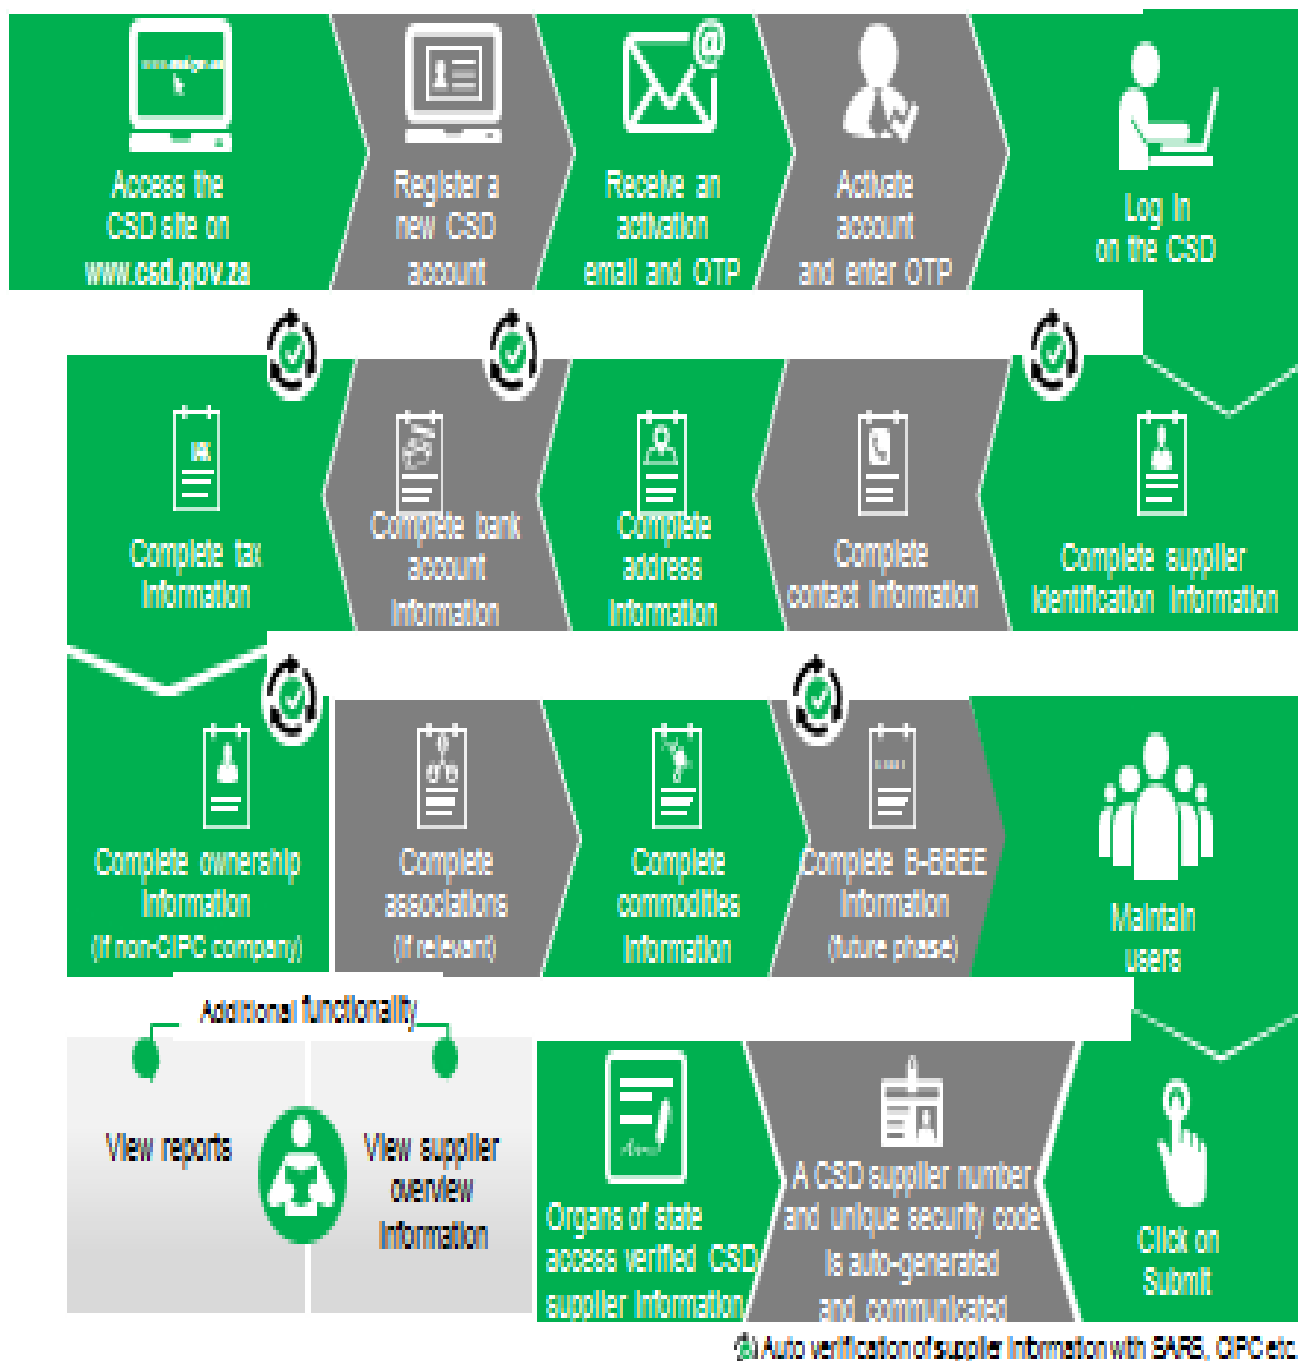 Access the
CSD site on
www.csd.gov.za
Register a
new CSD
account
Receive an
activation
email and OTP
Activate
account
and enter OTP
Log in
on the CSD
Complete supplier
identification information
Complete
contact information
Complete
address
information
Complete bank
account
information
TAX
Complete tax
information
Complete ownership
information
(if non-CIPC company)
Complete
associations
(if relevant)
Complete
commodities
information
Complete B-BBEE
information
(future phase)
Maintain
users
Click on
Submit
A CSD supplier number
and unique security code
is auto-generated
and communicated
Organs of state
access verified CSD
supplier information
Additional functionality
View reports
View supplier
overview
information
Auto verification of supplier information with SARS, CIPC etc.